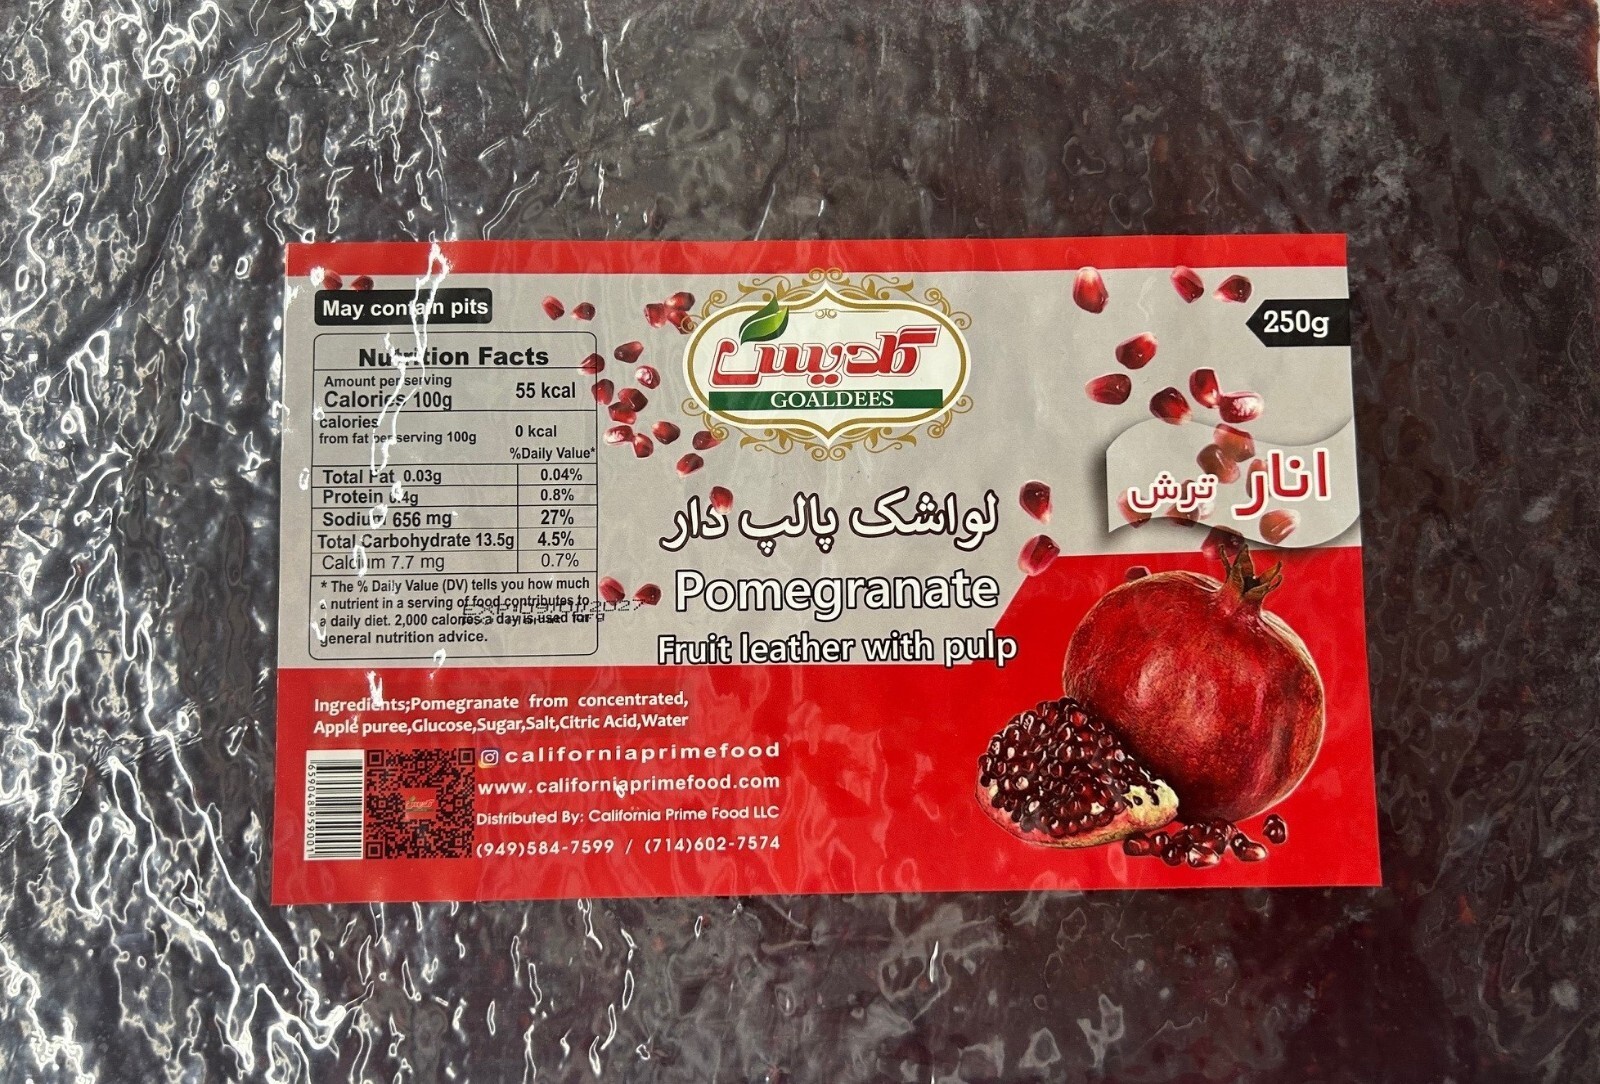 May contain pits
Nutrition Facts
Amount per serving
Calories 100g
55 kcal
calories
from fat per serving 100g
0 kcal
%Daily Value*
Total Fat 0.03g 0.04%
Protein 0.4g 0.8%
Sodium 656 mg 27%
Total Carbohydrate 13.5g 4.5%
Calcium 7.7 mg 0.7%
* The % Daily Value (DV) tells you how much
a nutrient in a serving of food contributes to
a daily diet. 2,000 calories a day is used for
general nutrition advice.
گلدیس
GOALDEES
250g
انار ترش
لواشک پالپ دار
Pomegranate
Fruit leather with pulp
Ingredients;Pomegranate from concentrated,
Apple puree,Glucose,Sugar,Salt,Citric Acid,Water
californiaprimefood
www.californiaprimefood.com
Distributed By: California Prime Food LLC
(949)584-7599 / (714)602-7574